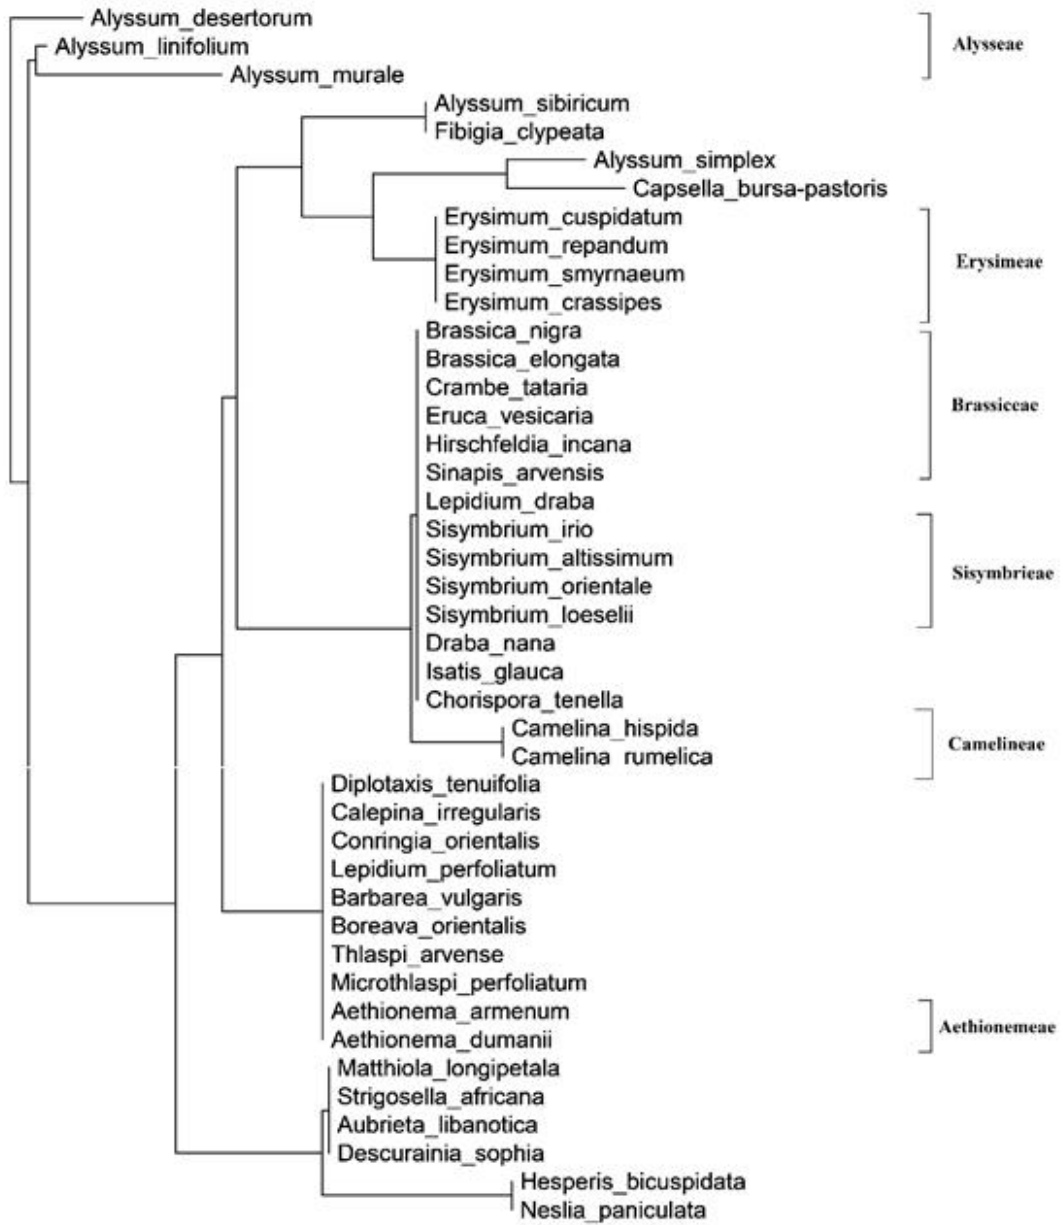 Alyssum_desertorum
Alyssum_linifolium
Alysseae
Alyssum_murale
Alyssum_sibiricum
Fibigia_clypeata
Alyssum_simplex
Capsella_bursa-pastoris
Erysimum_cuspidatum
Erysimum_repandum
Erysimeae
Erysimum_smyrnaeum
Erysimum_crassipes
Brassica_nigra
Brassica_elongata
Crambe_tataria
Brassiceae
Eruca_vesicaria
Hirschfeldia_incana
Sinapis_arvensis
Lepidium_draba
Sisymbrium_irio
Sisymbrium_altissimum
Sisymbrieae
Sisymbrium_orientale
Sisymbrium_loeselii
Draba_nana
Isatis_glauca
Chorispora_tenella
Camelina_hispida
Camelineae
Camelina rumelica
Diplotaxis_tenuifolia
Calepina_irregularis
Conringia_orientalis
Lepidium_perfoliatum
Barbarea_vulgaris
Boreava_orientalis
Thlaspi_arvense
Microthlaspi_perfoliatum
Aethionema_armenum
Aethionemeae
Aethionema_dumanii
Matthiola_longipetala
Strigosella_africana
Aubrieta_libanotica
Descurainia_sophia
Hesperis_bicuspidata
Neslia_paniculata